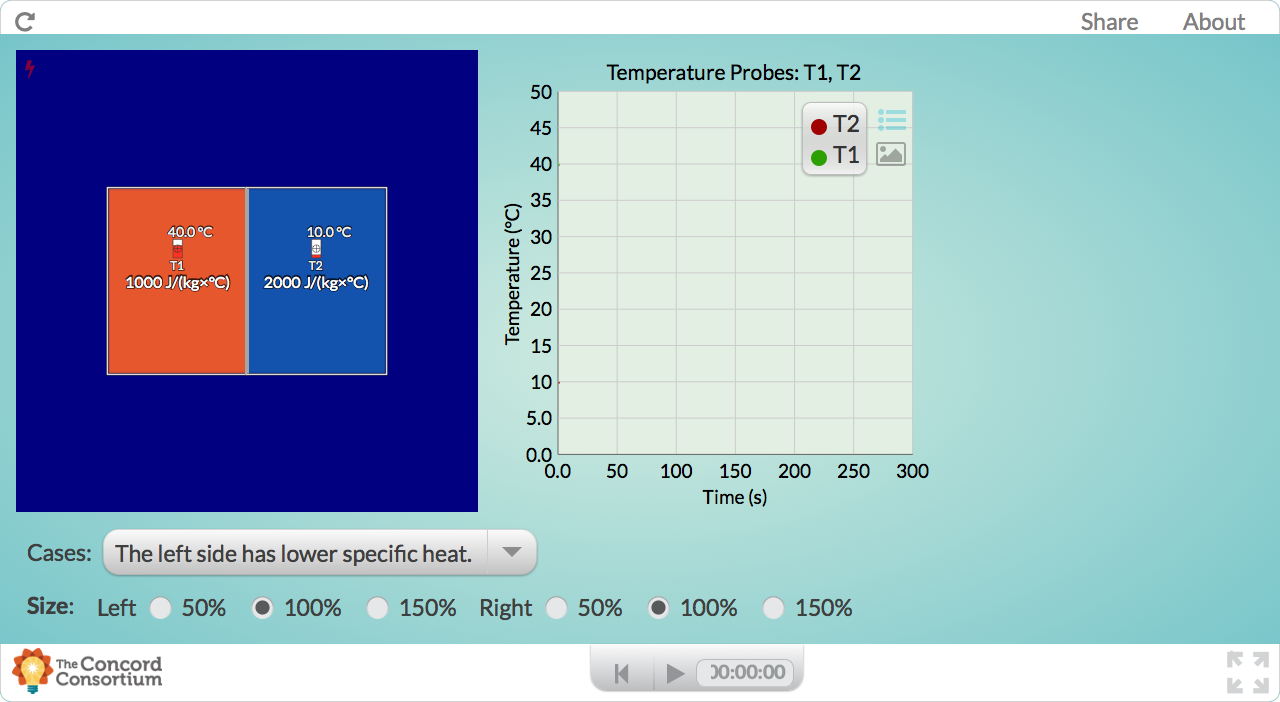 Share About
Temperature Probes: T1, T2
50
45
40
35
30
25
20
15
10
5.0
0.0
Temperature (°C)
T2
T1
0.0 50 100 150 200 250 300
Time (s)
40.0 °C 10.0 °C
T1 T2
1000 J/(kg×°C) 2000 J/(kg×°C)
Cases: The left side has lower specific heat.
Size: Left 50% 100% 150% Right 50% 100% 150%
The Concord
Consortium
00:00:00